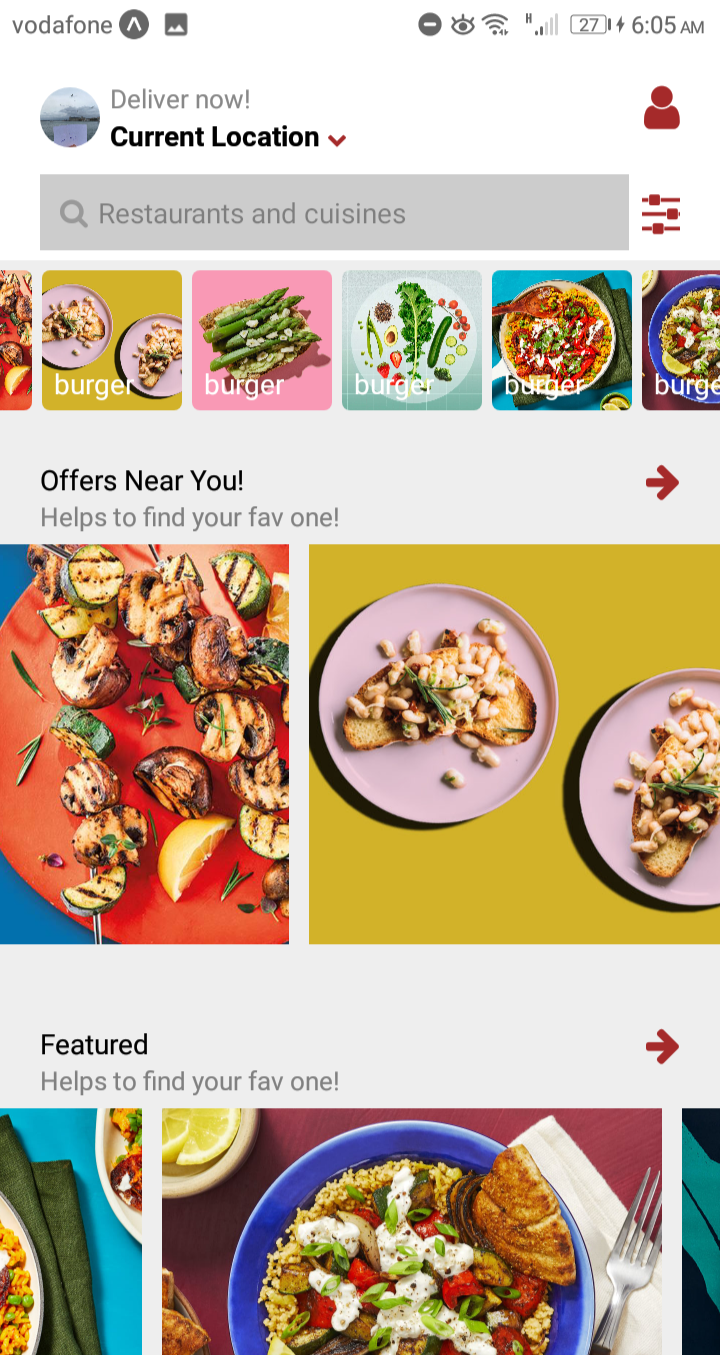 vodafone H 27 6:05 AM
Deliver now!
Current Location
Restaurants and cuisines
burger burger burger burger burge
Offers Near You!
Helps to find your fav one!
Featured
Helps to find your fav one!